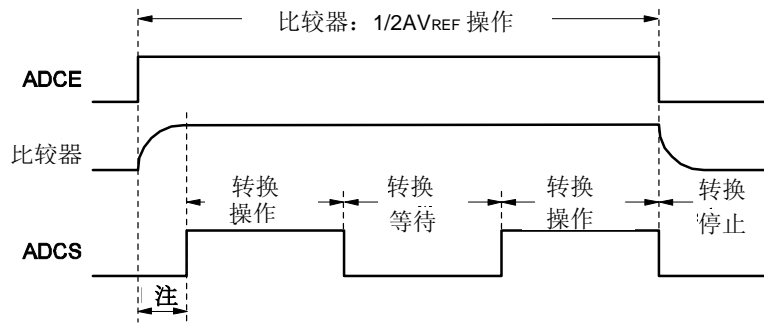 比较器：1/2AVREF 操作
ADCE
比较器
转换 转换 转换 转换
操作 等待 操作 停止
ADCS
注